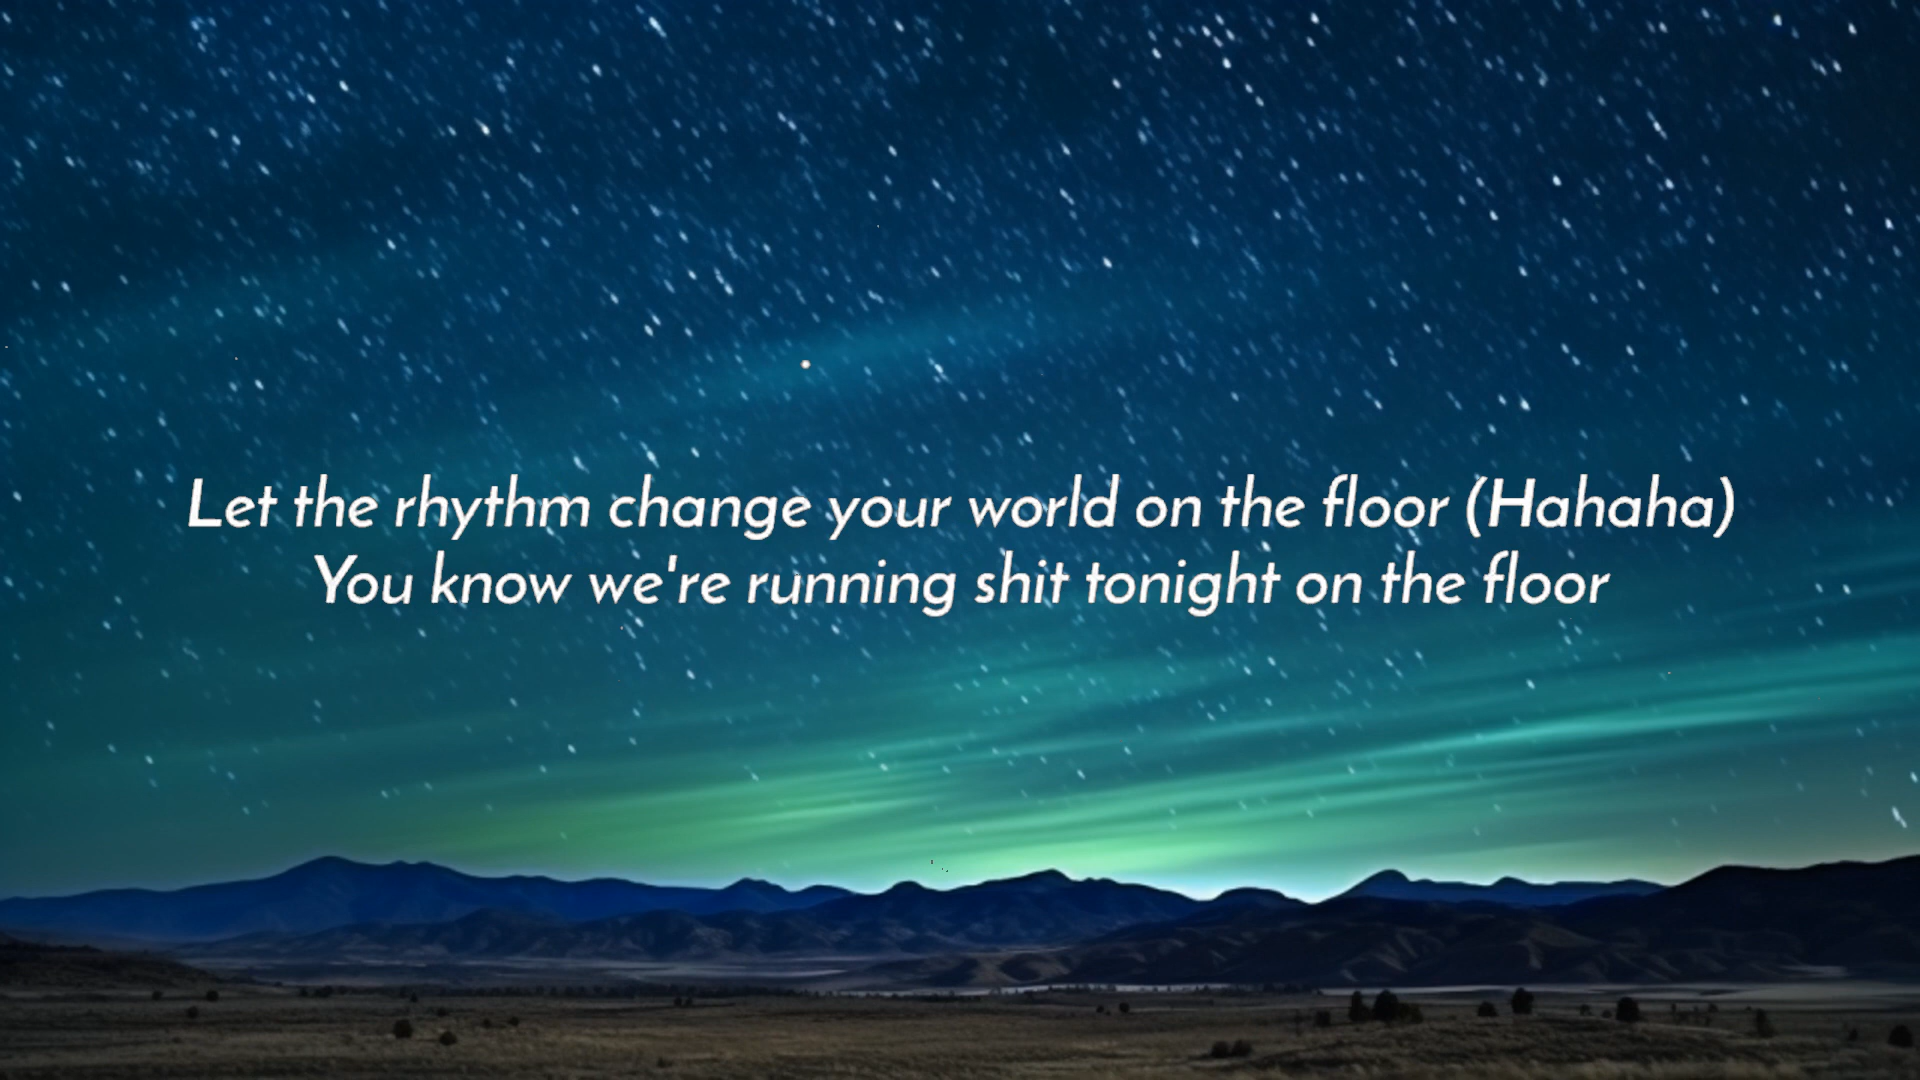 Let the rhythm change your world on the floor (Hahaha)
You know we're running shit tonight on the floor